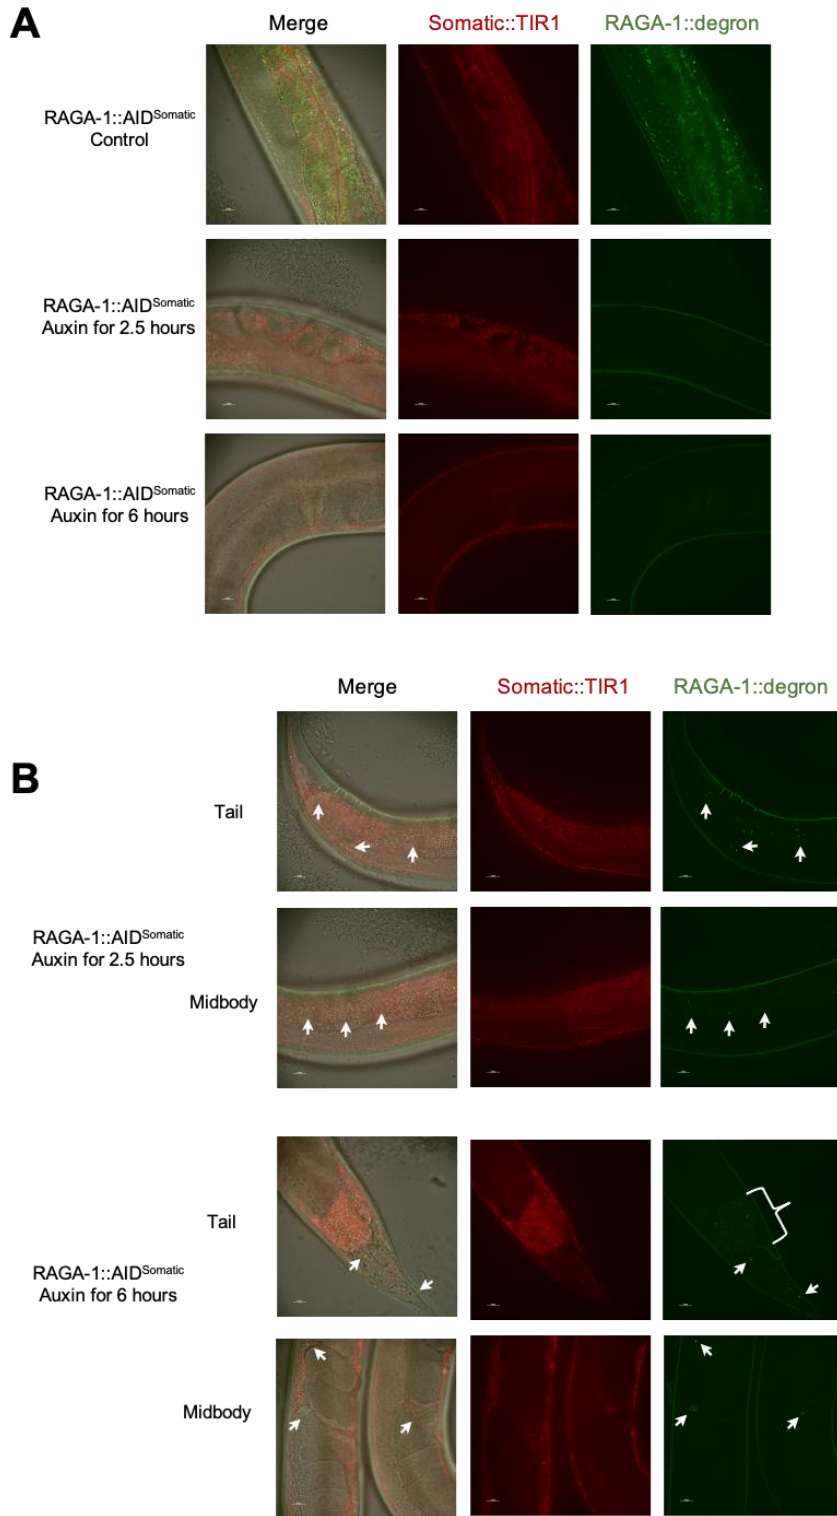 A
Merge
Somatic::TIR1
RAGA-1::degron
RAGA-1::AIDSomatic
Control
RAGA-1::AIDSomatic
Auxin for 2.5 hours
RAGA-1::AIDSomatic
Auxin for 6 hours
Merge
Somatic::TIR1
RAGA-1::degron
B
Tail
RAGA-1::AIDSomatic
Auxin for 2.5 hours
Midbody
Tail
RAGA-1::AIDSomatic
Auxin for 6 hours
Midbody